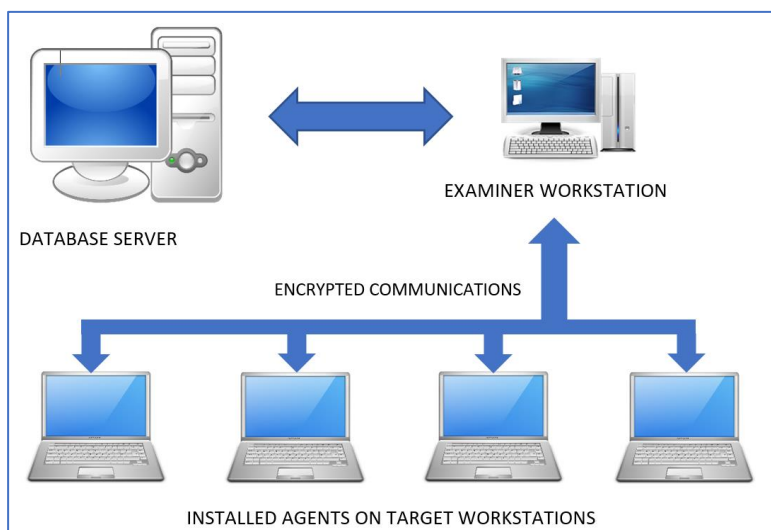 EXAMINER WORKSTATION
DATABASE SERVER
ENCRYPTED COMMUNICATIONS
INSTALLED AGENTS ON TARGET WORKSTATIONS